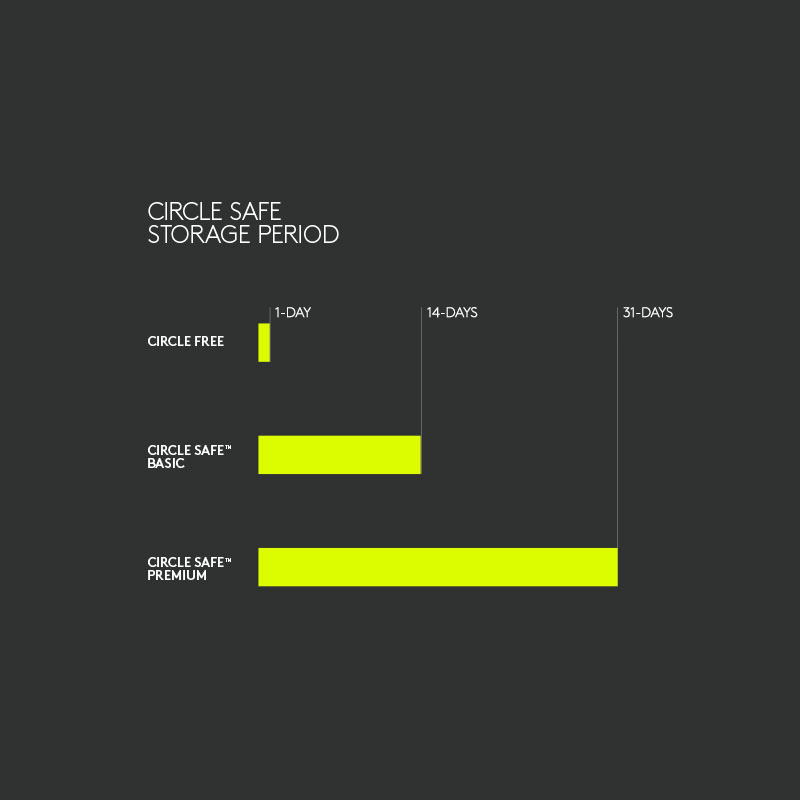 CIRCLE SAFE
STORAGE PERIOD
1-DAY
14-DAYS
31-DAYS
CIRCLE FREE
CIRCLE SAFE™
BASIC
CIRCLE SAFE™
PREMIUM